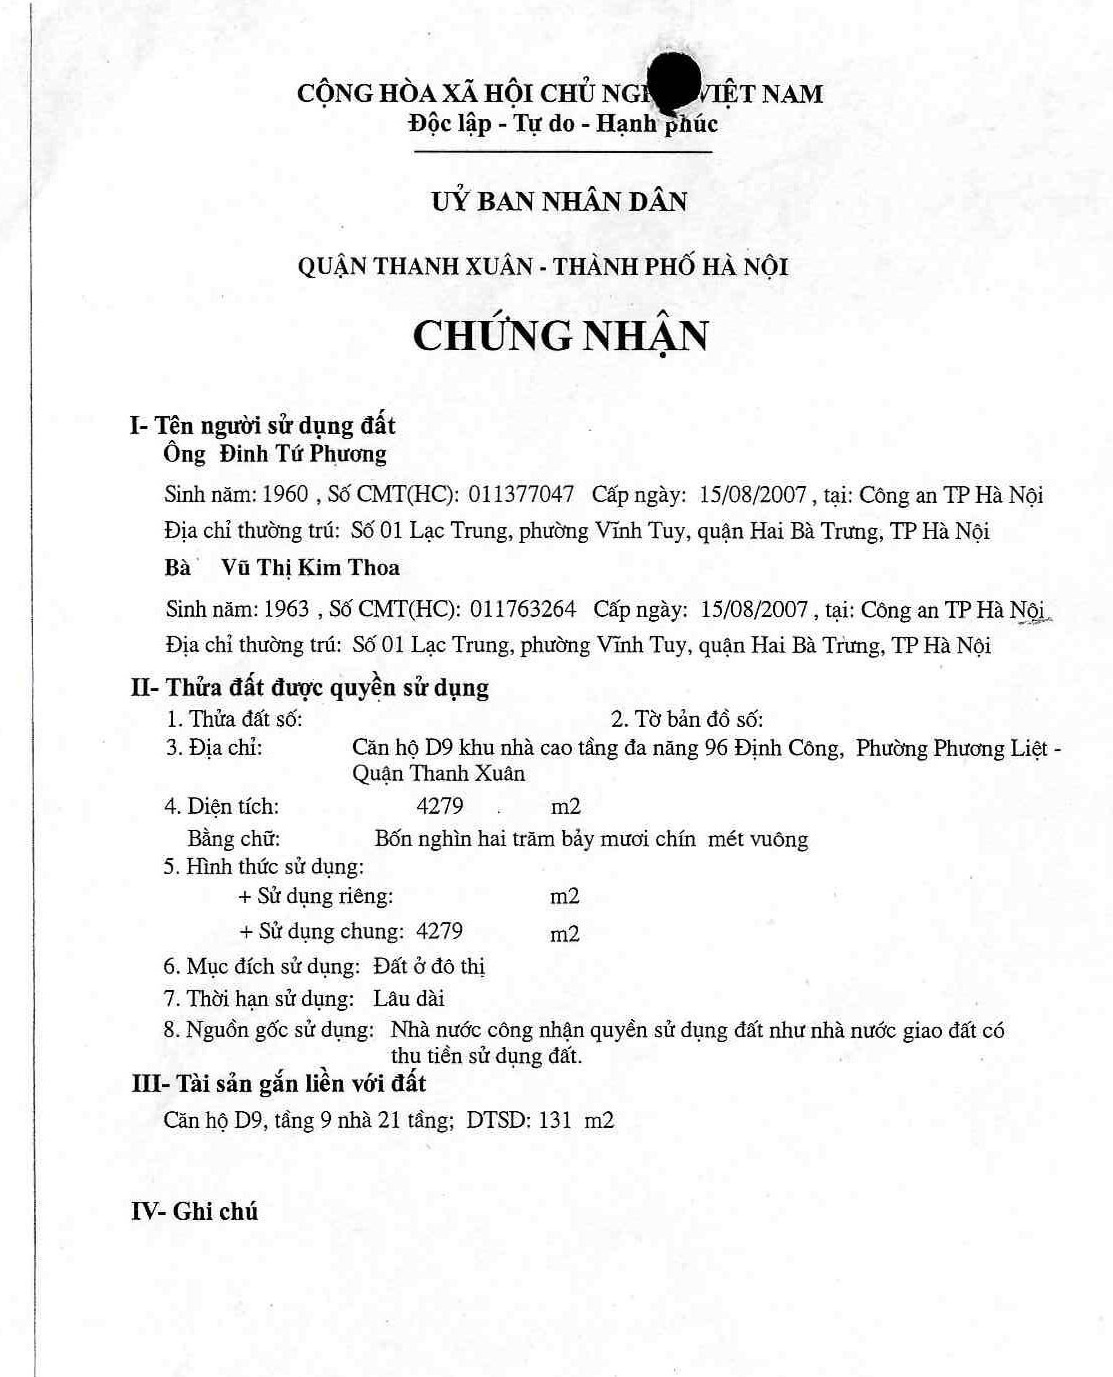 CỘNG HÒA XÃ HỘI CHỦ VIỆT NAM
Độc lập - Tự do - Hạnh phúc
UỶ BAN NHÂN DÂN
QUẬN THANH XUÂN - THÀNH PHỐ HÀ NỘI
CHỨNG NHẬN
I- Tên người sử dụng đất
Ông Đinh Tứ Phương
Sinh năm: 1960 , Số CMT(HC): 011377047 Cấp ngày: 15/08/2007 , tại: Công an TP Hà Nội
Địa chỉ thường trú: Số 01 Lạc Trung, phường Vĩnh Tuy, quận Hai Bà Trưng, TP Hà Nội
Bà Vũ Thị Kim Thoa
Sinh năm: 1963 , Số CMT(HC): 011763264 Cấp ngày: 15/08/2007 , tại: Công an TP Hà Nội
Địa chỉ thường trú: Số 01 Lạc Trung, phường Vĩnh Tuy, quận Hai Bà Trưng, TP Hà Nội
II- Thửa đất được quyền sử dụng
1. Thửa đất số: 2. Tờ bản đồ số:
3. Địa chỉ: Căn hộ D9 khu nhà cao tầng đa năng 96 Định Công, Phường Phương Liệt -
Quận Thanh Xuân
4. Diện tích: 4279 m2
Bằng chữ: Bốn nghìn hai trăm bảy mươi chín mét vuông
5. Hình thức sử dụng:
+ Sử dụng riêng: m2
+ Sử dụng chung: 4279 m2
6. Mục đích sử dụng: Đất ở đô thị
7. Thời hạn sử dụng: Lâu dài
8. Nguồn gốc sử dụng: Nhà nước công nhận quyền sử dụng đất như nhà nước giao đất có
thu tiền sử dụng đất.
III- Tài sản gắn liền với đất
Căn hộ D9, tầng 9 nhà 21 tầng; DTSD: 131 m2
IV- Ghi chú